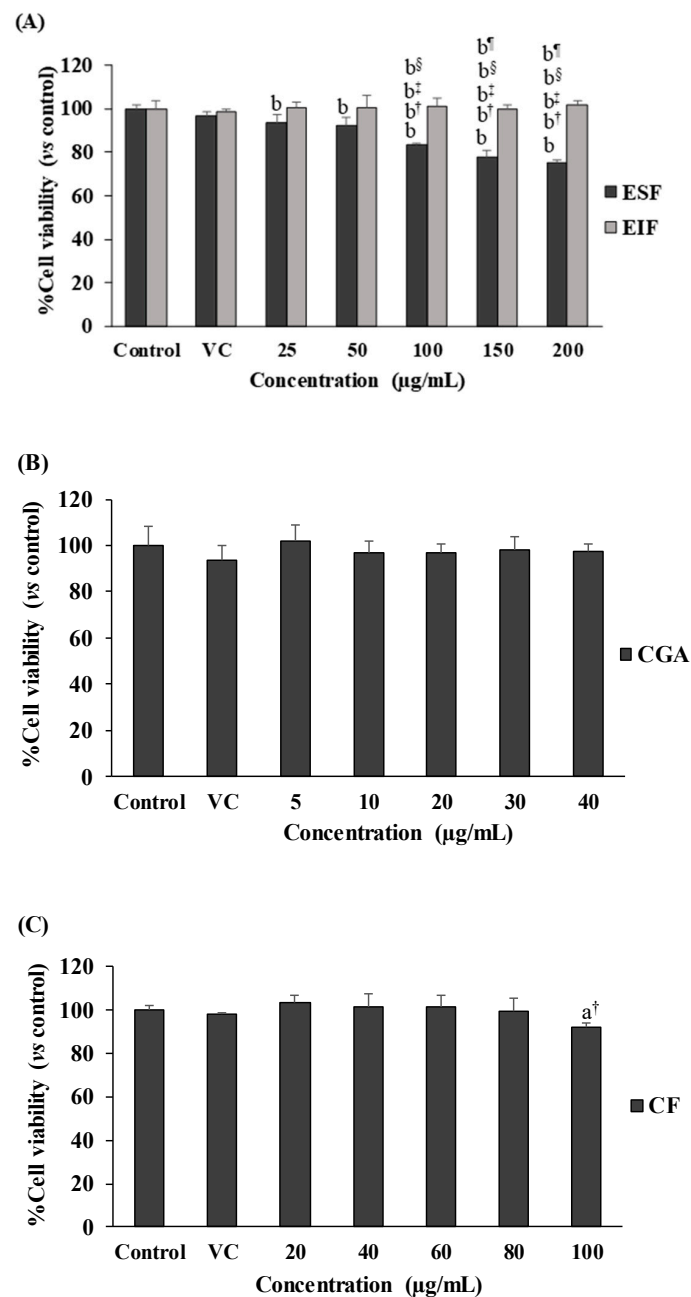 (A)
%Cell viability (vs control)
120
100
80
60
40
20
0
b
b
b§
b‡
b†
b
b¶
b§
b‡
b†
b
b¶
b§
b‡
b†
b
ESF
EIF
Control VC 25 50 100 150 200
Concentration (µg/mL)
(B)
%Cell viability (vs control)
120
100
80
60
40
20
0
CGA
Control VC 5 10 20 30 40
Concentration (µg/mL)
(C)
%Cell viability (vs control)
120
100
80
60
40
20
0
a†
CF
Control VC 20 40 60 80 100
Concentration (µg/mL)